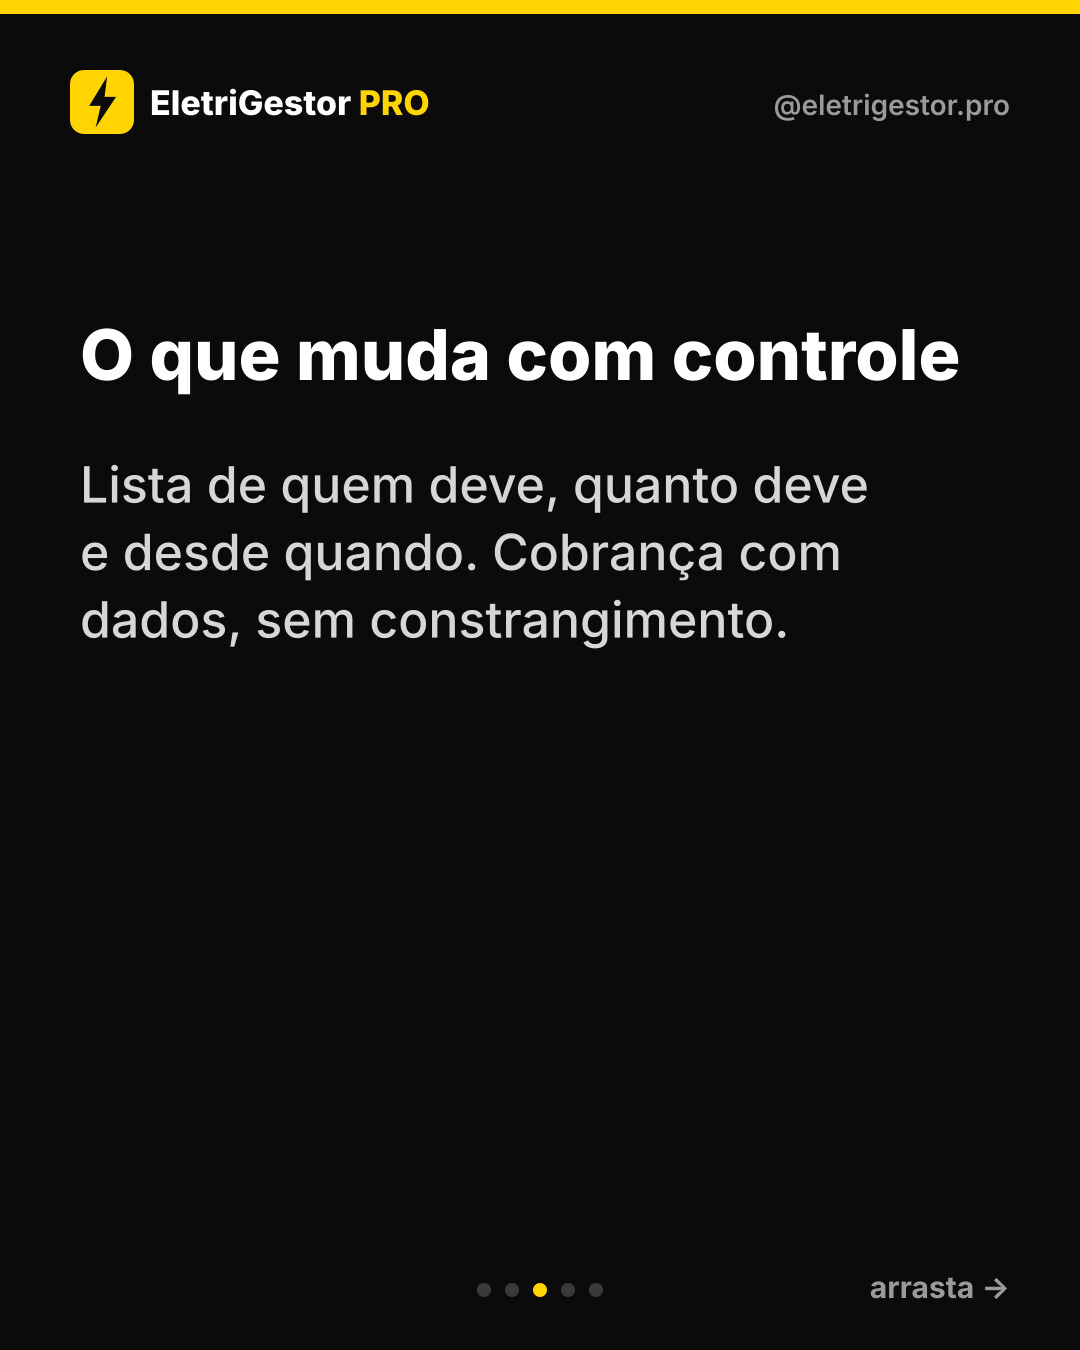 EletriGestor PRO
@eletrigestor.pro
O que muda com controle
Lista de quem deve, quanto deve
e desde quando. Cobrança com
dados, sem constrangimento.
arrasta →